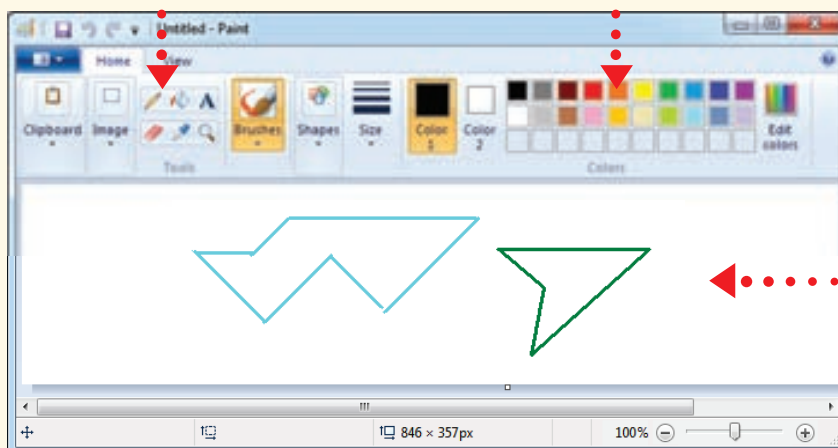 Untitled - Paint
Home View
A
Clipboard Image Brushes Shapes Size Color 1 Color 2 Edit colors
Tools Colors
846 × 357px 100%